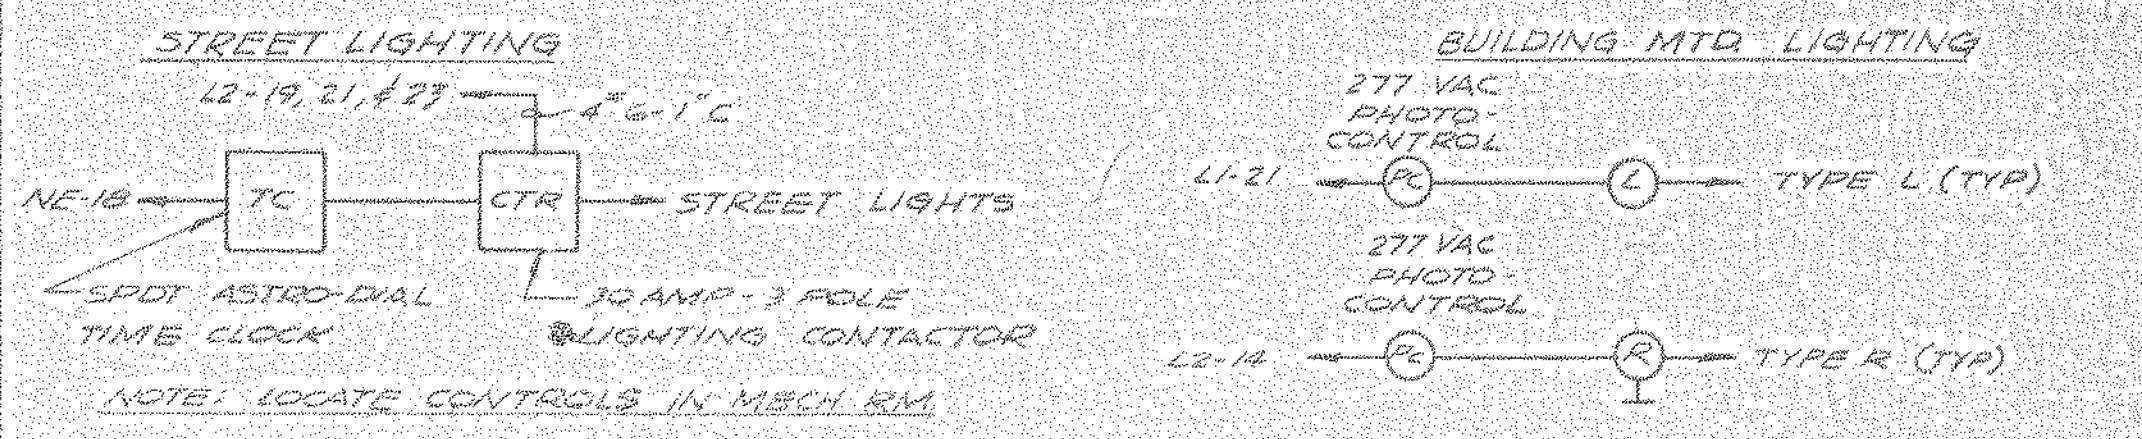 STREET LIGHTING
L2-19, 21, & 23
4#6-1"C
NE-18
TC
CTR
STREET LIGHTS
SPDT ASTRO-DIAL
TIME CLOCK
30 AMP - 3 POLE
LIGHTING CONTACTOR
NOTE: LOCATE CONTROLS IN MECH RM
BUILDING MTD. LIGHTING
277 VAC
PHOTO-
CONTROL
L1-21
PC
L
TYPE L (TYP)
277 VAC
PHOTO-
CONTROL
L2-14
PC
R
TYPE R (TYP)